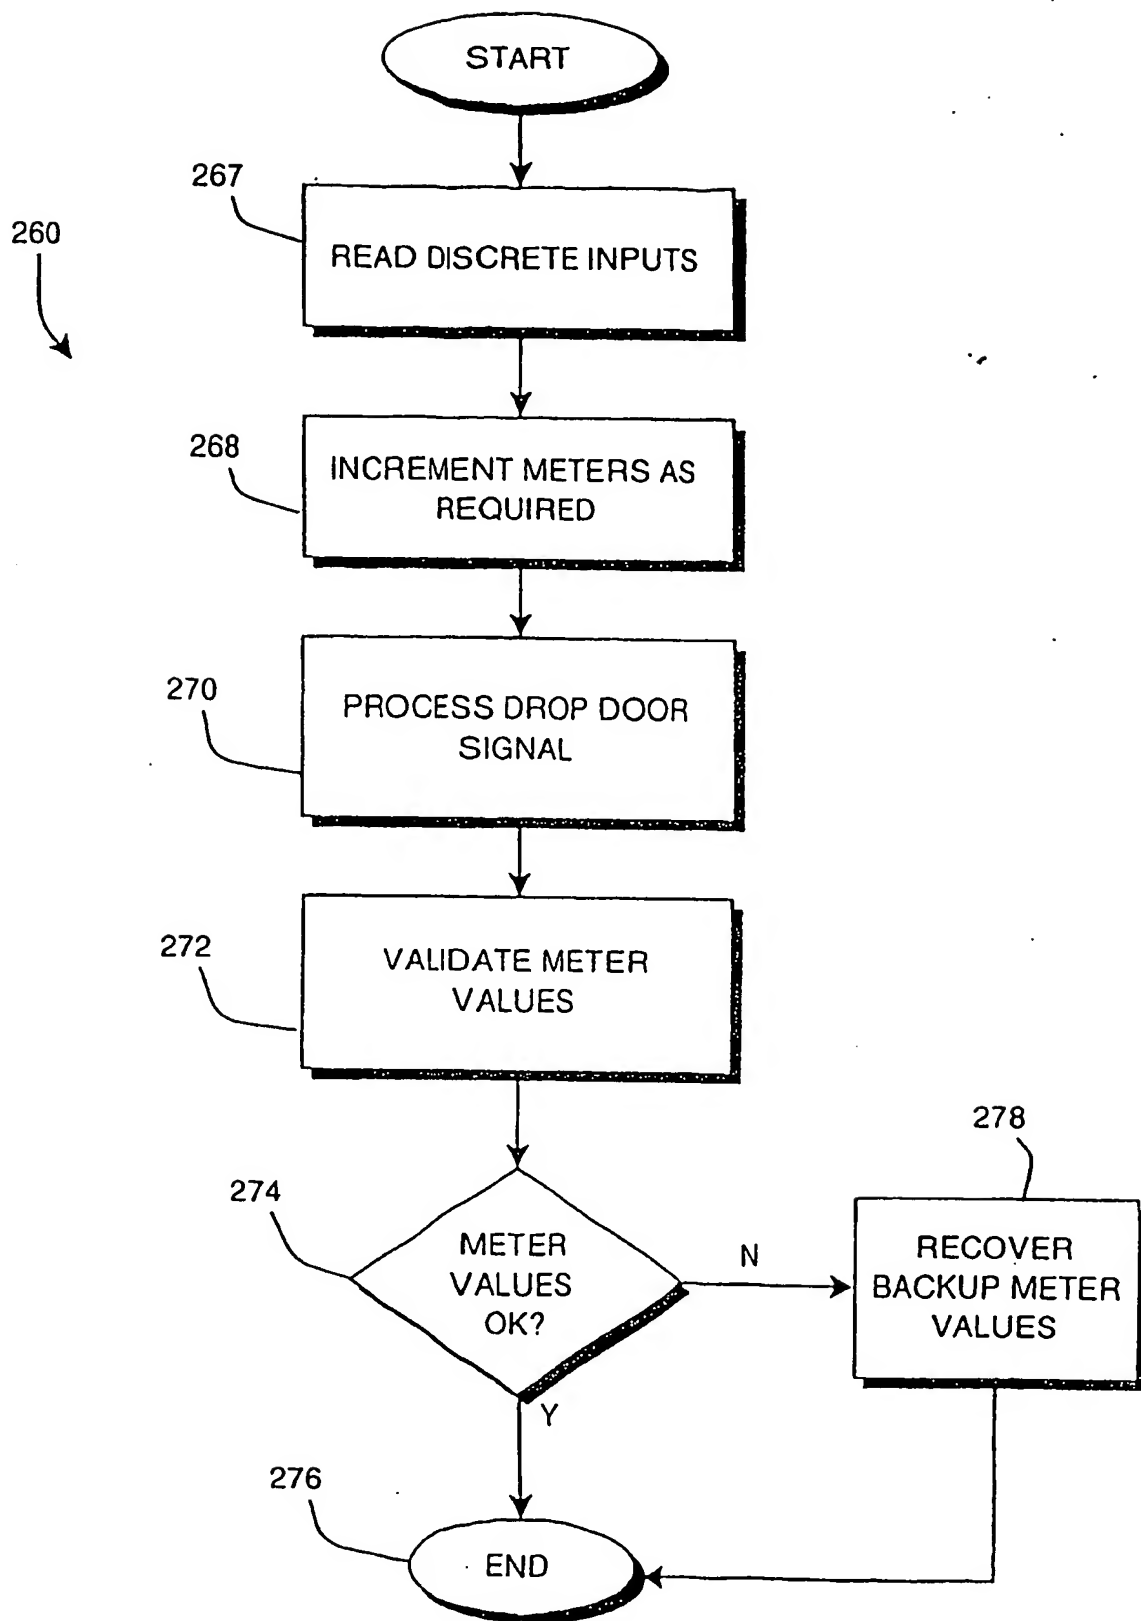 START
267
260
READ DISCRETE INPUTS
268
INCREMENT METERS AS
REQUIRED
270
PROCESS DROP DOOR
SIGNAL
272
VALIDATE METER
VALUES
278
274
METER
VALUES
OK?
N
RECOVER
BACKUP METER
VALUES
Y
276
END